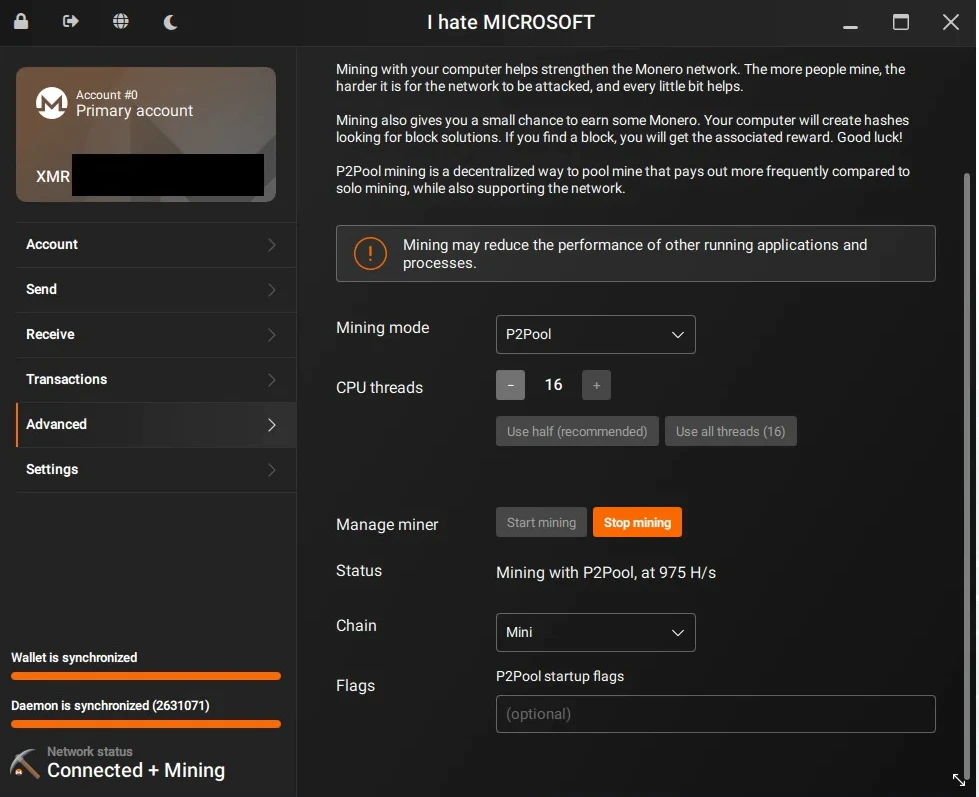 I hate MICROSOFT
Account #0
Primary account
XMR
Account
Send
Receive
Transactions
Advanced
Settings
Wallet is synchronized
Daemon is synchronized (2631071)
Network status
Connected + Mining
Mining with your computer helps strengthen the Monero network. The more people mine, the
harder it is for the network to be attacked, and every little bit helps.
Mining also gives you a small chance to earn some Monero. Your computer will create hashes
looking for block solutions. If you find a block, you will get the associated reward. Good luck!
P2Pool mining is a decentralized way to pool mine that pays out more frequently compared to
solo mining, while also supporting the network.
Mining may reduce the performance of other running applications and
processes.
Mining mode
P2Pool
CPU threads
- 16 +
Use half (recommended) Use all threads (16)
Manage miner
Start mining Stop mining
Status
Mining with P2Pool, at 975 H/s
Chain
Mini
Flags
P2Pool startup flags
(optional)